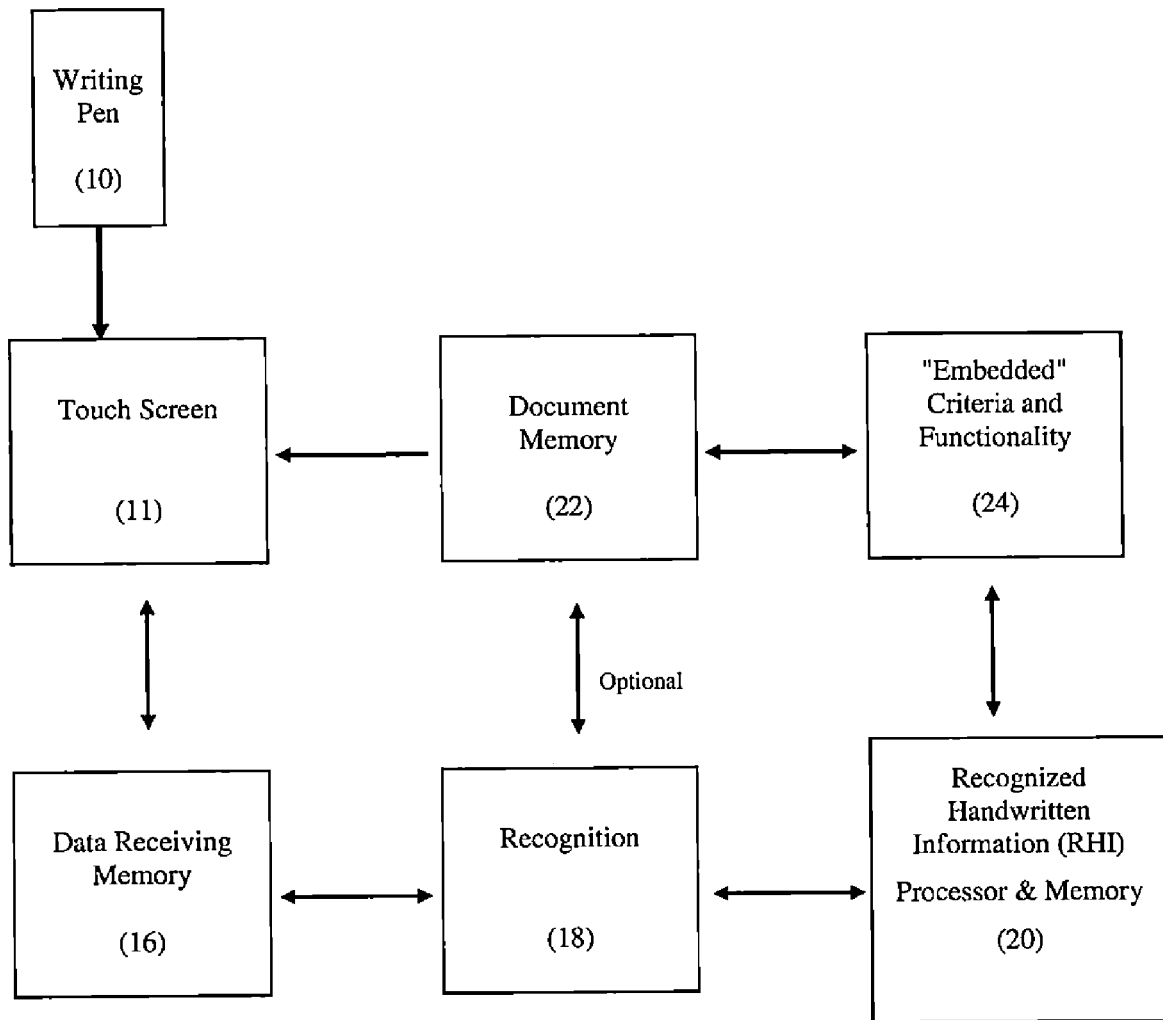 Writing
Pen
(10)
Touch Screen
(11)
Document
Memory
(22)
"Embedded"
Criteria and
Functionality
(24)
Optional
Data Receiving
Memory
(16)
Recognition
(18)
Recognized
Handwritten
Information (RHI)
Processor & Memory
(20)